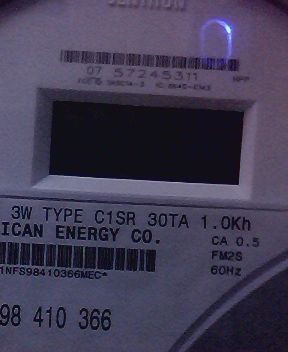 CENTRON
07 57245311
3W TYPE C1SR 30TA 1.0Kh
ICAN ENERGY CO.
CA 0.5
FM2S
60Hz
1NFS98410366MEC*
98 410 366